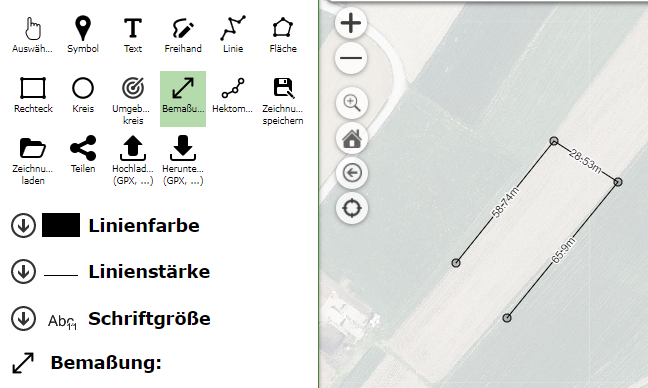 Auswäh...
Symbol
Text
Freihand
Linie
Fläche
Rechteck
Kreis
Umgeb...
kreis
Bemaßu...
Hektom...
Zeichnu...
speichern
Zeichnu...
laden
Teilen
Hochlad...
(GPX, ...)
Herunte...
(GPX, ...)
Linienfarbe
Linienstärke
Abc
11
Schriftgröße
Bemaßung:
28-53m
58-74m
65-9m